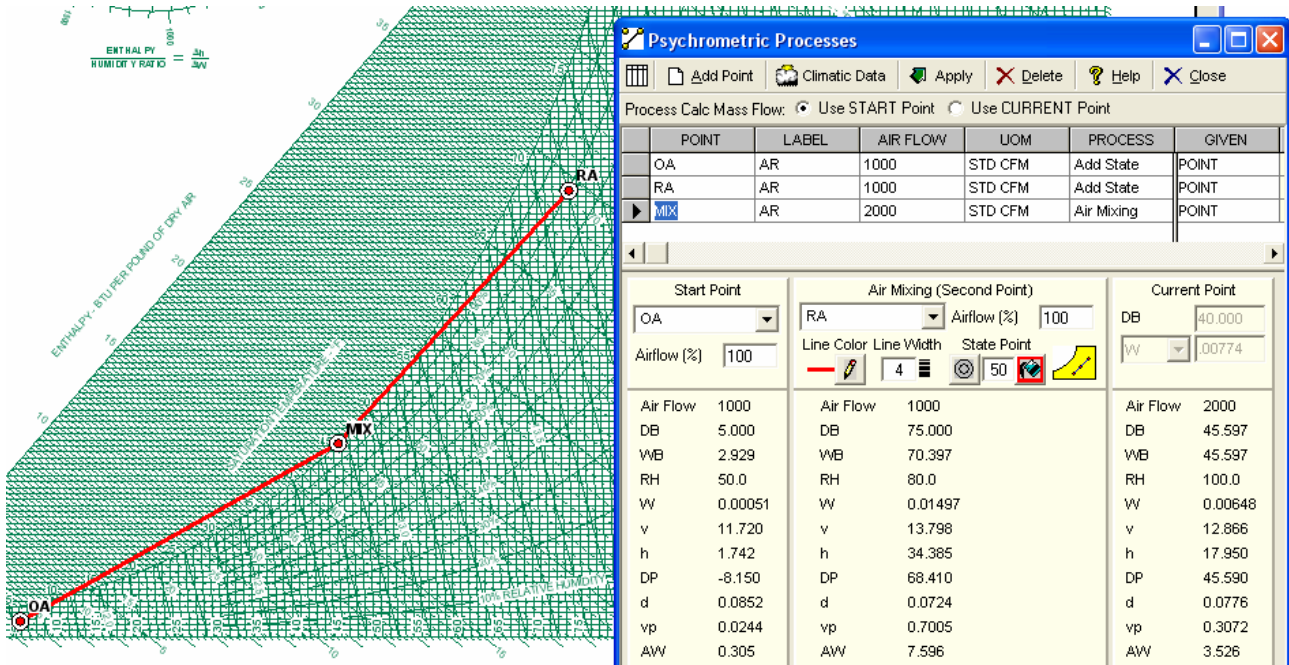 ENTHALPY
HUMIDITY RATIO
= Δh
ΔW
1000
35
30
25
20
15
10
ENTHALPY - BTU PER POUND OF DRY AIR
RA
MIX
OA
10% RELATIVE HUMIDITY
Psychrometric Processes
Add Point Climatic Data Apply Delete Help Close
Process Calc Mass Flow: Use START Point Use CURRENT Point
POINT LABEL AIR FLOW UOM PROCESS GIVEN
OA AR 1000 STD CFM Add State POINT
RA AR 1000 STD CFM Add State POINT
MIX AR 2000 STD CFM Air Mixing POINT
Start Point Air Mixing (Second Point) Current Point
OA RA Airflow (%) 100 DB 40.000
Airflow (%) 100 Line Color Line Width State Point W .00774
4 50
Air Flow 1000 Air Flow 1000 Air Flow 2000
DB 5.000 DB 75.000 DB 45.597
WB 2.929 WB 70.397 WB 45.597
RH 50.0 RH 80.0 RH 100.0
W 0.00051 W 0.01497 W 0.00648
v 11.720 v 13.798 v 12.866
h 1.742 h 34.385 h 17.950
DP -8.150 DP 68.410 DP 45.590
d 0.0852 d 0.0724 d 0.0776
vp 0.0244 vp 0.7005 vp 0.3072
AW 0.305 AW 7.596 AW 3.526